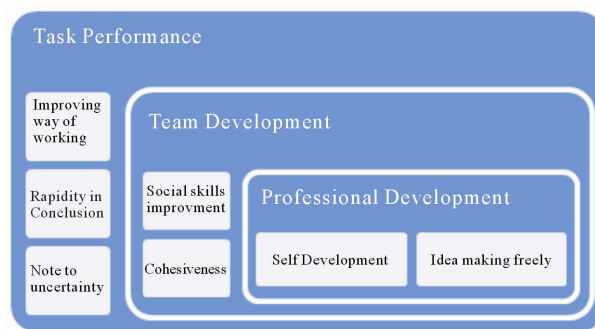 Task Performance
Improving
way of
working
Rapidity in
Conclusion
Note to
uncertainty
Team Development
Social skills
improvment
Cohesiveness
Professional Development
Self Development
Idea making freely